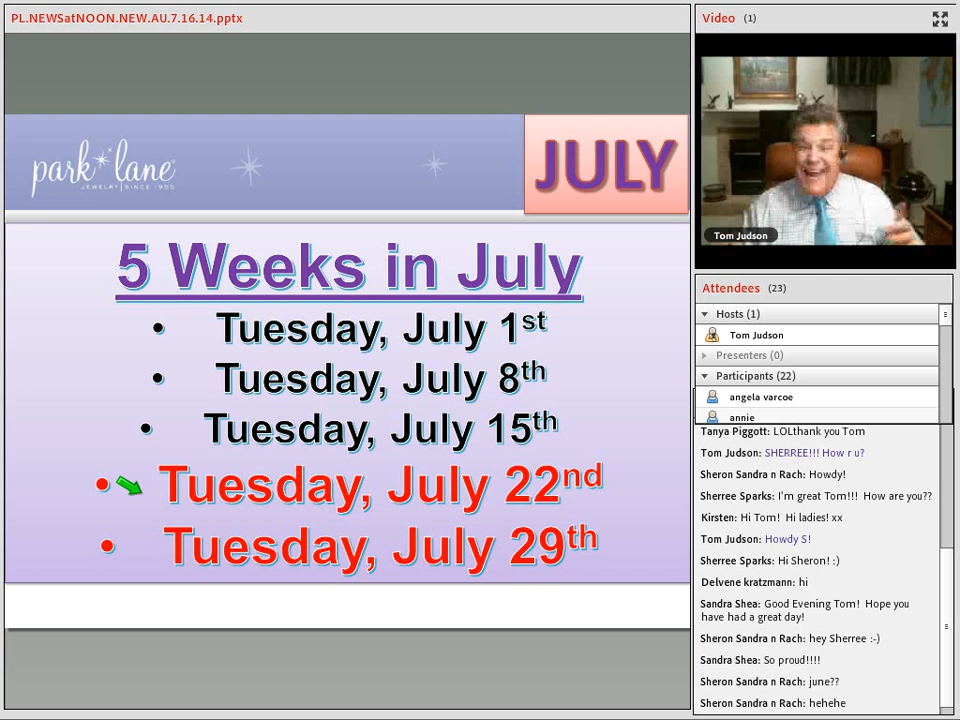 PL.NEWSatNOON.NEW.AU.7.16.14.pptx
park lane
JEWELRY SINCE 1955
JULY
5 Weeks in July
• Tuesday, July 1st
• Tuesday, July 8th
• Tuesday, July 15th
• Tuesday, July 22nd
• Tuesday, July 29th
Video (1)
Tom Judson
Attendees (23)
Hosts (1)
Tom Judson
Presenters (0)
Participants (22)
angela varcoe
annie
Tanya Piggott: LOLthank you Tom
Tom Judson: SHERREE!!! How r u?
Sheron Sandra n Rach: Howdy!
Sherree Sparks: I'm great Tom!!! How are you??
Kirsten: Hi Tom! Hi ladies! xx
Tom Judson: Howdy S!
Sherree Sparks: Hi Sheron! :)
Delvene kratzmann: hi
Sandra Shea: Good Evening Tom! Hope you
have had a great day!
Sheron Sandra n Rach: hey Sherree :-)
Sandra Shea: So proud!!!!
Sheron Sandra n Rach: june??
Sheron Sandra n Rach: hehehe